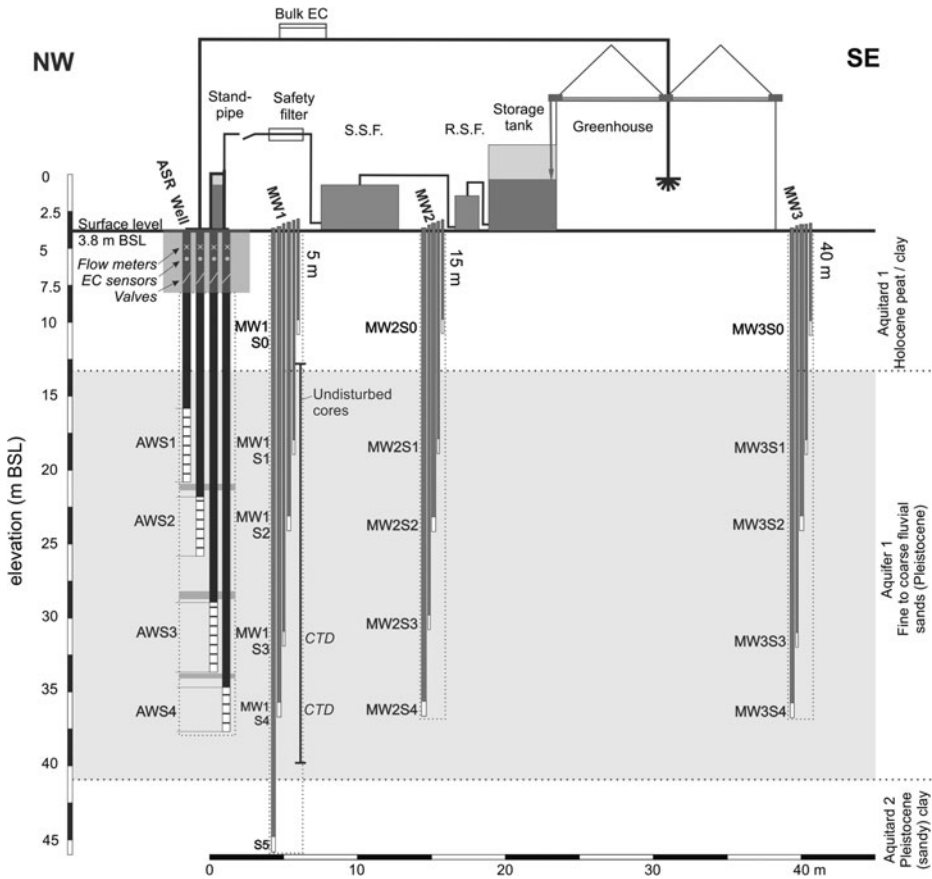 Bulk EC
NW
SE
Stand-
pipe
Safety
filter
S.S.F.
R.S.F.
Storage
tank
Greenhouse
ASR Well
MW1
MW2
MW3
0
2.5
5
7.5
10
15
20
25
30
35
40
45
elevation (m BSL)
Surface level
3.8 m BSL
Flow meters
EC sensors
Valves
5 m
15 m
40 m
MW1
S0
MW2S0
MW3S0
Undisturbed
cores
AWS1
MW1
S1
MW2S1
MW3S1
AWS2
MW1
S2
MW2S2
MW3S2
AWS3
MW1
S3
CTD
MW2S3
MW3S3
AWS4
MW1
S4
CTD
MW2S4
MW3S4
S5
Aquitard 1
Holocene peat / clay
Aquifer 1
Fine to coarse fluvial
sands (Pleistocene)
Aquitard 2
Pleistocene
(sandy) clay
0
10
20
30
40 m